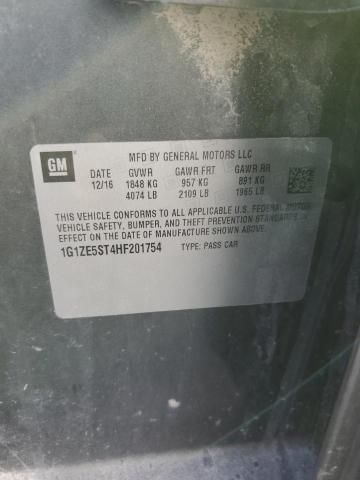 GM
MFD BY GENERAL MOTORS LLC
DATE GVWR GAWR FRT GAWR RR
12/16 1848 KG 957 KG 891 KG
4074 LB 2109 LB 1965 LB
THIS VEHICLE CONFORMS TO ALL APPLICABLE U.S. FEDERAL MOTOR
VEHICLE SAFETY, BUMPER, AND THEFT PREVENTION STANDARDS IN
EFFECT ON THE DATE OF MANUFACTURE SHOWN ABOVE.
1G1ZE5ST4HF201754 TYPE: PASS CAR